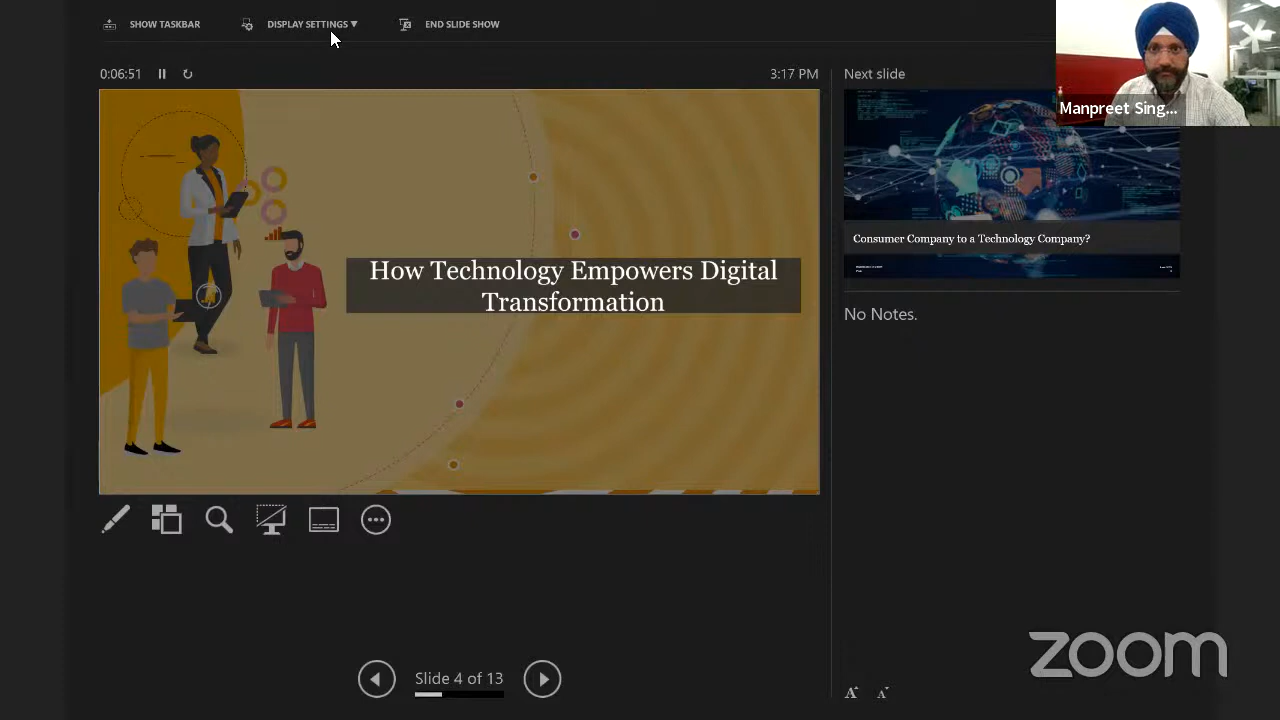 SHOW TASKBAR
DISPLAY SETTINGS ▼
END SLIDE SHOW
0:06:51
3:17 PM
Next slide
Manpreet Sing...
How Technology Empowers Digital
Transformation
Consumer Company to a Technology Company?
No Notes.
Slide 4 of 13
A A
zoom